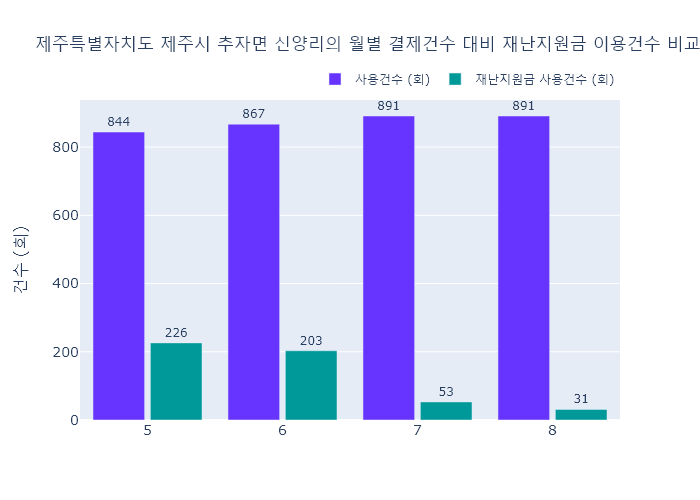 제주특별자치도 제주시 추자면 신양리의 월별 결제건수 대비 재난지원금 이용건수 비교
사용건수 (회) 재난지원금 사용건수 (회)
건수 (회)
800
600
400
200
0
844 867 891 891
226 203 53 31
5 6 7 8